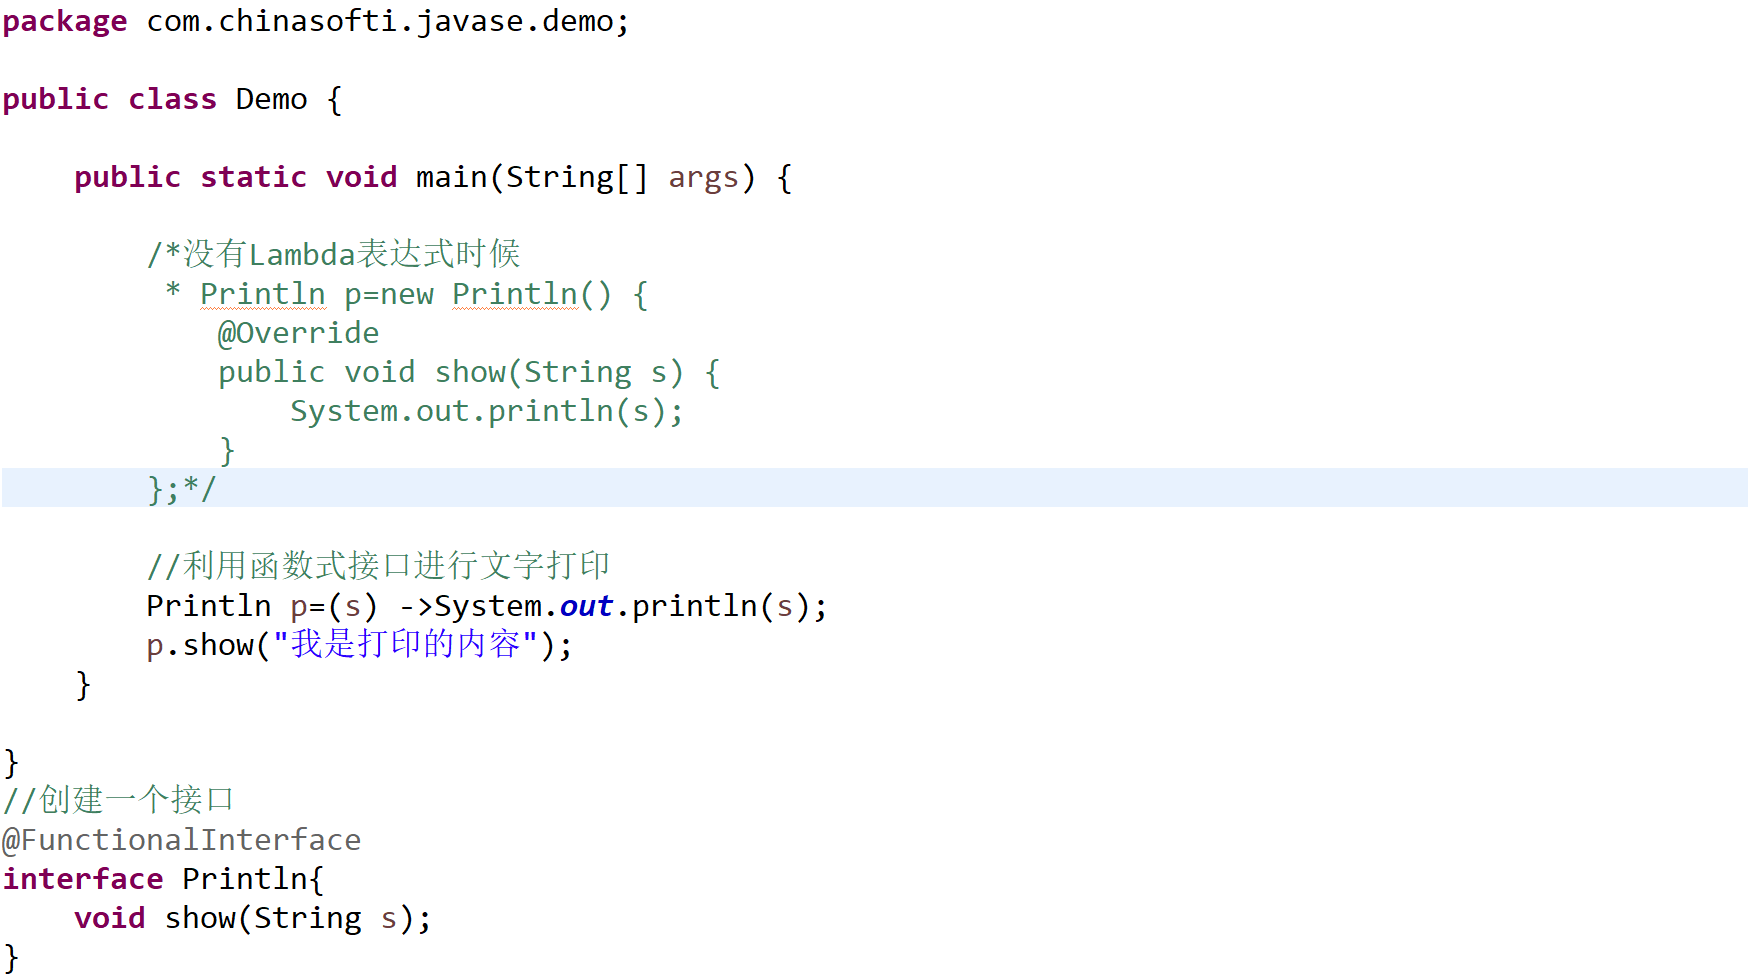 package com.chinasofti.javase.demo;
public class Demo {
public static void main(String[] args) {
/*没有Lambda表达式时候
* Println p=new Println() {
@Override
public void show(String s) {
System.out.println(s);
}
};*/
//利用函数式接口进行文字打印
Println p=(s) ->System.out.println(s);
p.show("我是打印的内容");
}
}
//创建一个接口
@FunctionalInterface
interface Println{
void show(String s);
}